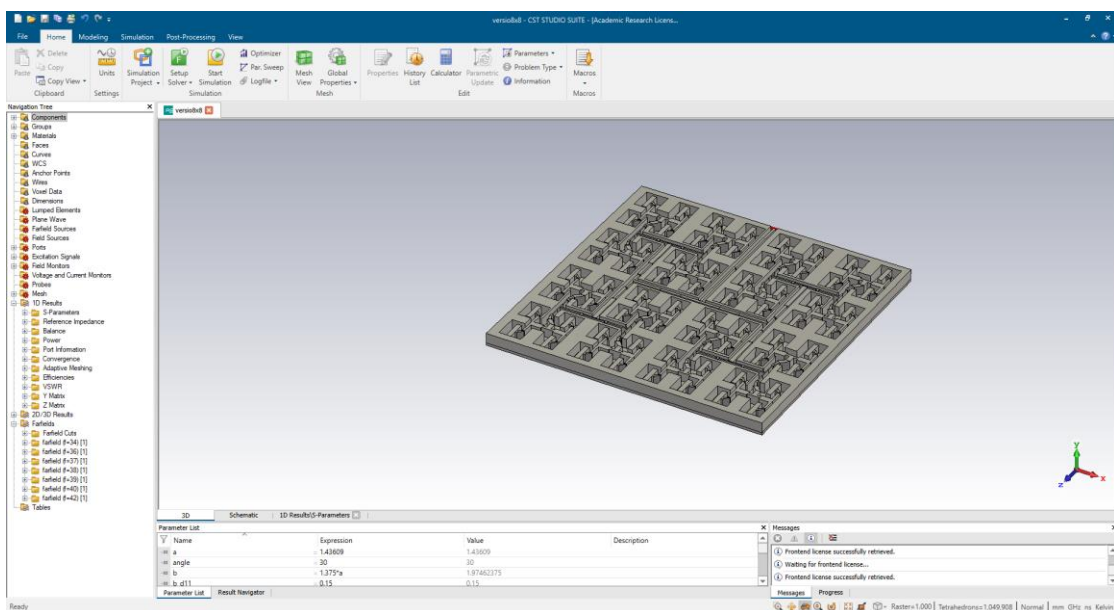 versio8x8 - CST STUDIO SUITE - [Academic Research Licens...
File Home Modeling Simulation Post-Processing View
Paste
Delete
Copy
Copy View
Clipboard
Units
Settings
Simulation Project
Setup Solver
Start Simulation
Optimizer
Par. Sweep
Logfile
Simulation
Mesh View
Global Properties
Mesh
Properties
History List
Calculator
Parametric Update
Parameters
Problem Type
Information
Edit
Macros
Macros
Navigation Tree
versio8x8
Components
Groups
Materials
Faces
Curves
WCS
Anchor Points
Wires
Voxel Data
Dimensions
Lumped Elements
Plane Wave
Farfield Sources
Field Sources
Ports
Excitation Signals
Field Monitors
Voltage and Current Monitors
Probes
Mesh
1D Results
S-Parameters
Reference Impedance
Balance
Power
Port Information
Convergence
Adaptive Meshing
Efficiencies
VSWR
Y Matrix
Z Matrix
2D/3D Results
Farfields
Farfield Cuts
farfield (f=34) [1]
farfield (f=36) [1]
farfield (f=37) [1]
farfield (f=38) [1]
farfield (f=39) [1]
farfield (f=40) [1]
farfield (f=42) [1]
Tables
y
x
z
3D Schematic 1D Results\S-Parameters
Parameter List
Name Expression Value Description
a = 1.43609 1.43609
angle = 30 30
b = 1.375*a 1.97462375
b_d11 = 0.15 0.15
Parameter List Result Navigator
Messages
Frontend license successfully retrieved.
Waiting for frontend license...
Frontend license successfully retrieved.
Messages Progress
Ready
Raster=1.000 Tetrahedrons=1,049,908 Normal mm GHz ns Kelvin